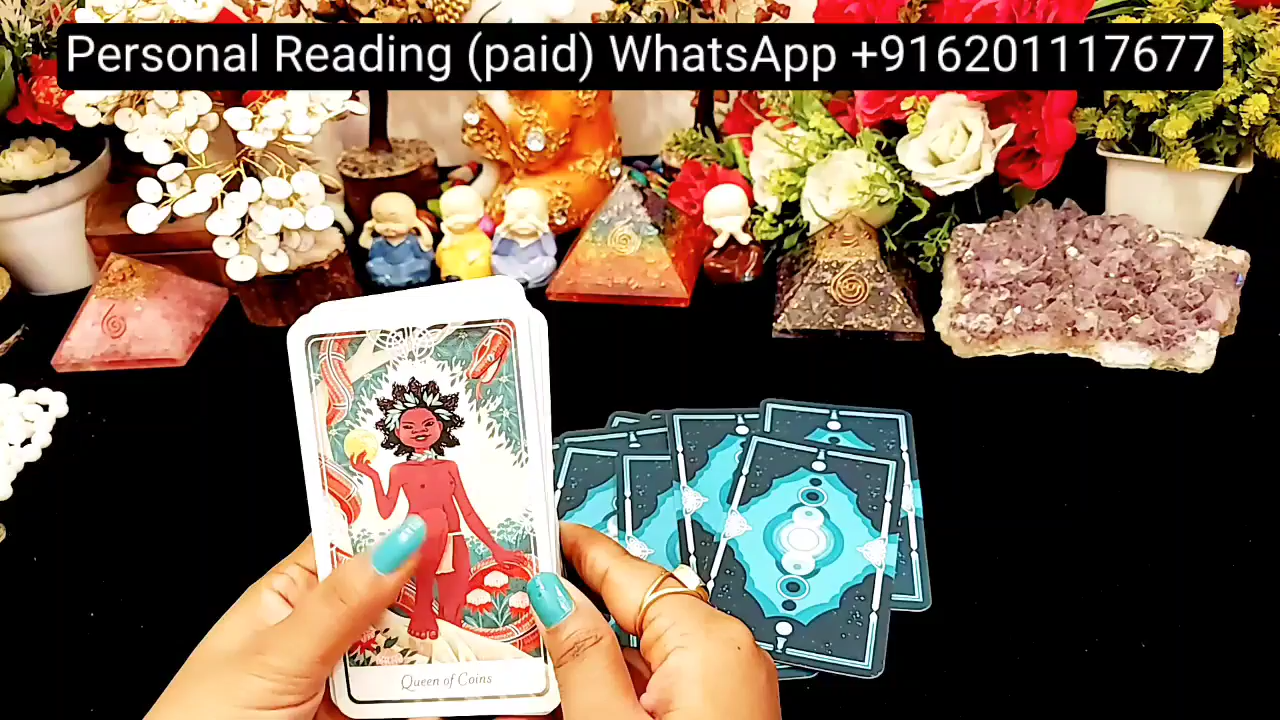 Personal Reading (paid) WhatsApp +916201117677
Queen of Coins